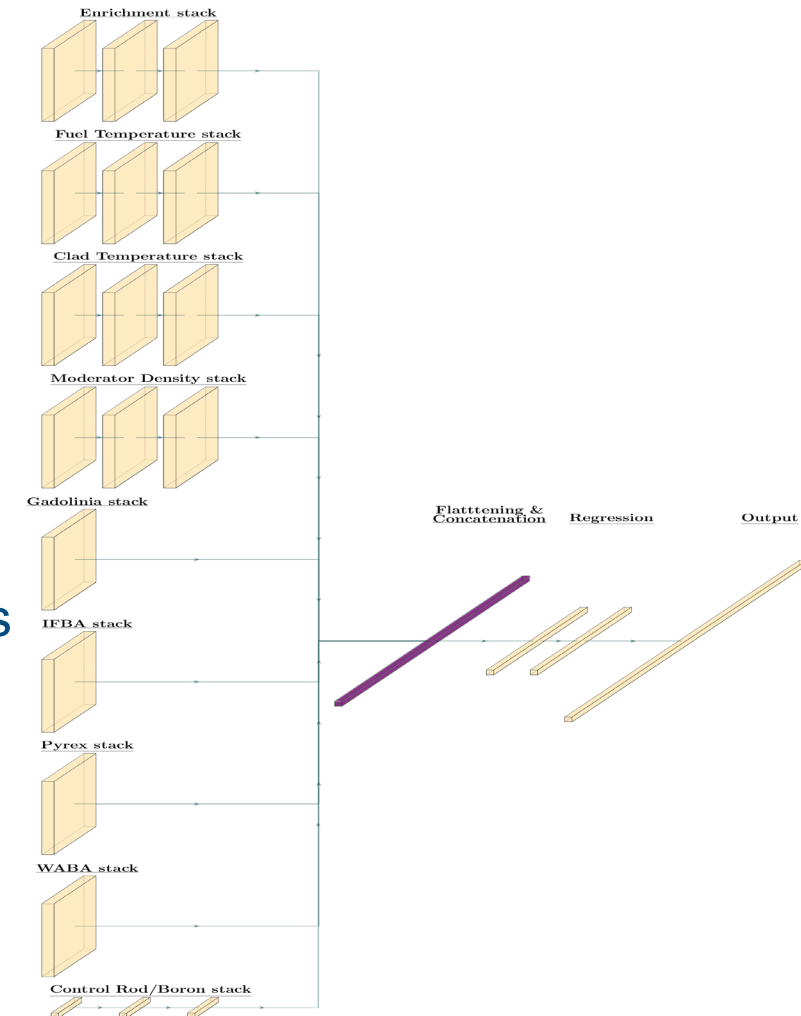 Enrichment stack
Fuel Temperature stack
Clad Temperature stack
Moderator Density stack
Gadolinia stack
Flatttening &
Concatenation
Regression
Output
s
IFBA stack
Pyrex stack
WABA stack
Control Rod/Boron stack